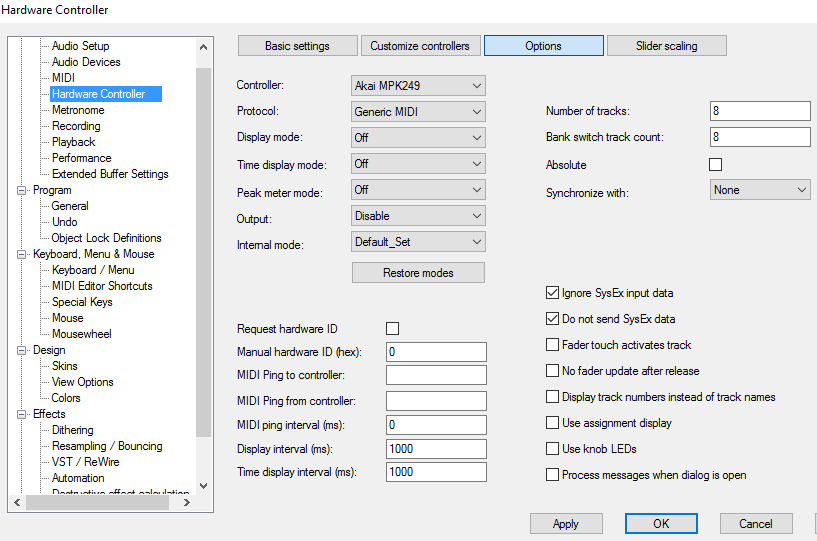 Hardware Controller
Audio Setup
Audio Devices
MIDI
Hardware Controller
Metronome
Recording
Playback
Performance
Extended Buffer Settings
Program
General
Undo
Object Lock Definitions
Keyboard, Menu & Mouse
Keyboard / Menu
MIDI Editor Shortcuts
Special Keys
Mouse
Mousewheel
Design
Skins
View Options
Colors
Effects
Dithering
Resampling / Bouncing
VST / ReWire
Automation
Destructive effect calculation
Basic settings
Customize controllers
Options
Slider scaling
Controller: Akai MPK249
Protocol: Generic MIDI
Display mode: Off
Time display mode: Off
Peak meter mode: Off
Output: Disable
Internal mode: Default_Set
Restore modes
Request hardware ID
Manual hardware ID (hex): 0
MIDI Ping to controller:
MIDI Ping from controller:
MIDI ping interval (ms): 0
Display interval (ms): 1000
Time display interval (ms): 1000
Number of tracks: 8
Bank switch track count: 8
Absolute
Synchronize with: None
Ignore SysEx input data
Do not send SysEx data
Fader touch activates track
No fader update after release
Display track numbers instead of track names
Use assignment display
Use knob LEDs
Process messages when dialog is open
Apply
OK
Cancel